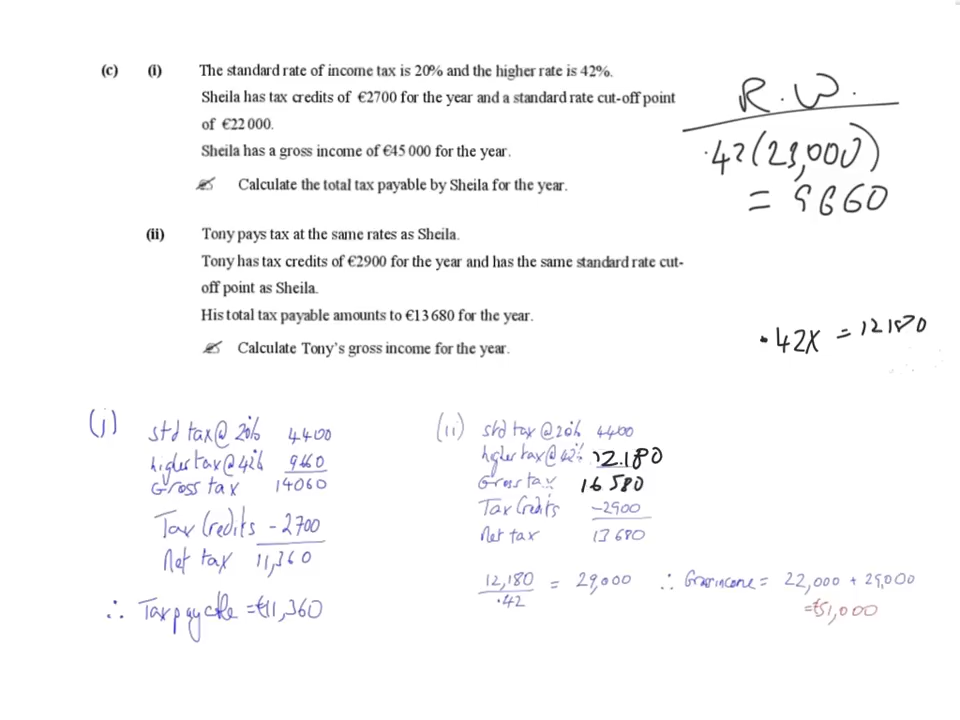 (c) (i) The standard rate of income tax is 20% and the higher rate is 42%.
Sheila has tax credits of €2700 for the year and a standard rate cut-off point
of €22 000.
Sheila has a gross income of €45 000 for the year.
Calculate the total tax payable by Sheila for the year.
(ii) Tony pays tax at the same rates as Sheila.
Tony has tax credits of €2900 for the year and has the same standard rate cut-
off point as Sheila.
His total tax payable amounts to €13 680 for the year.
Calculate Tony's gross income for the year.
R.W.
.42(23,000)
= 9660
.42x = 12180
(i)
std tax @ 20% 4400
higher tax @ 42% 9660
Gross tax 14060
Tax Credits -2700
Net tax 11,360
∴ Tax payable = €11,360
(ii) std tax @ 20% 4400
higher tax @ 42% 12.180
Gross tax 16 580
Tax Credits -2900
Net tax 13 680
12,180 / .42 = 29,000 ∴ Gross income = 22,000 + 29,000
= €51,000